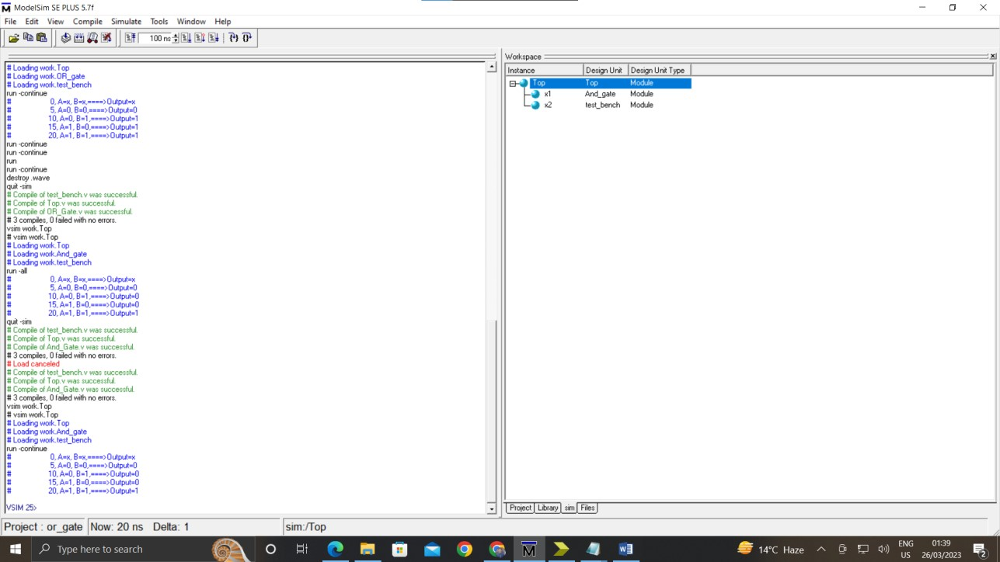 ModelSim SE PLUS 5.7f
File Edit View Compile Simulate Tools Window Help
100 ns
# Loading work.Top
# Loading work.OR_gate
# Loading work.test_bench
run -continue
# 0, A=x, B=x,====>Output=x
# 5, A=0, B=0,====>Output=0
# 10, A=0, B=1,====>Output=1
# 15, A=1, B=0,====>Output=1
# 20, A=1, B=1,====>Output=1
run -continue
run -continue
run
run -continue
destroy .wave
quit -sim
# Compile of test_bench.v was successful.
# Compile of Top.v was successful.
# Compile of OR_Gate.v was successful.
# 3 compiles, 0 failed with no errors.
vsim work.Top
# vsim work.Top
# Loading work.Top
# Loading work.And_gate
# Loading work.test_bench
run -all
# 0, A=x, B=x,====>Output=x
# 5, A=0, B=0,====>Output=0
# 10, A=0, B=1,====>Output=0
# 15, A=1, B=0,====>Output=0
# 20, A=1, B=1,====>Output=1
quit -sim
# Compile of test_bench.v was successful.
# Compile of Top.v was successful.
# Compile of And_Gate.v was successful.
# 3 compiles, 0 failed with no errors.
# Load canceled
# Compile of test_bench.v was successful.
# Compile of Top.v was successful.
# Compile of And_Gate.v was successful.
# 3 compiles, 0 failed with no errors.
vsim work.Top
# vsim work.Top
# Loading work.Top
# Loading work.And_gate
# Loading work.test_bench
run -continue
# 0, A=x, B=x,====>Output=x
# 5, A=0, B=0,====>Output=0
# 10, A=0, B=1,====>Output=0
# 15, A=1, B=0,====>Output=0
# 20, A=1, B=1,====>Output=1
VSIM 25>
Workspace
Instance Design Unit Design Unit Type
Top Top Module
x1 And_gate Module
x2 test_bench Module
Project Library sim Files
Project : or_gate Now: 20 ns Delta: 1 sim:/Top
Type here to search
14°C Haze
ENG
US
01:39
26/03/2023
2